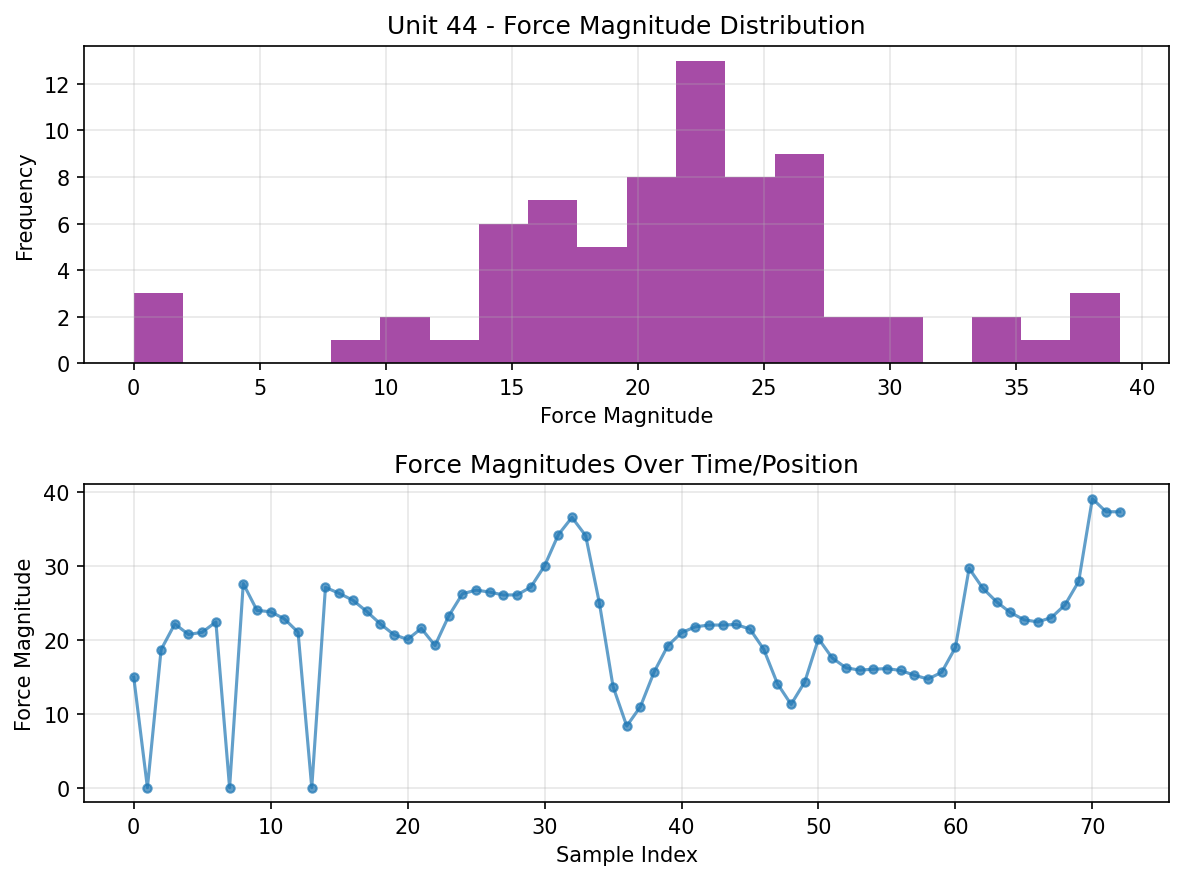 Unit 44 - Force Magnitude Distribution
12
10
8
6
4
2
0
Frequency
0 5 10 15 20 25 30 35 40
Force Magnitude
Force Magnitudes Over Time/Position
40
30
20
10
0
Force Magnitude
0 10 20 30 40 50 60 70
Sample Index